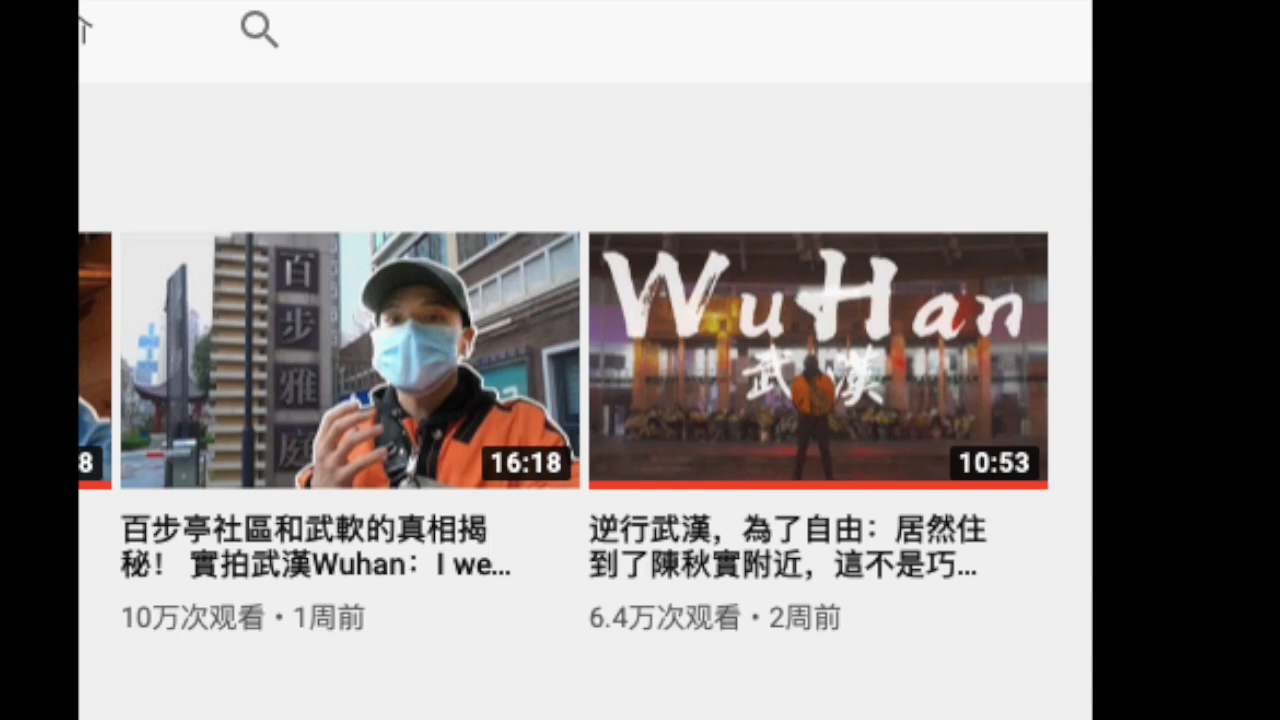 介
百
步
雅
庭
WuHan
武漢
8
16:18
10:53
百步亭社區和武軟的真相揭
秘！ 實拍武漢Wuhan：I we...
10万次观看・1周前
逆行武漢，為了自由：居然住
到了陳秋實附近，這不是巧...
6.4万次观看・2周前